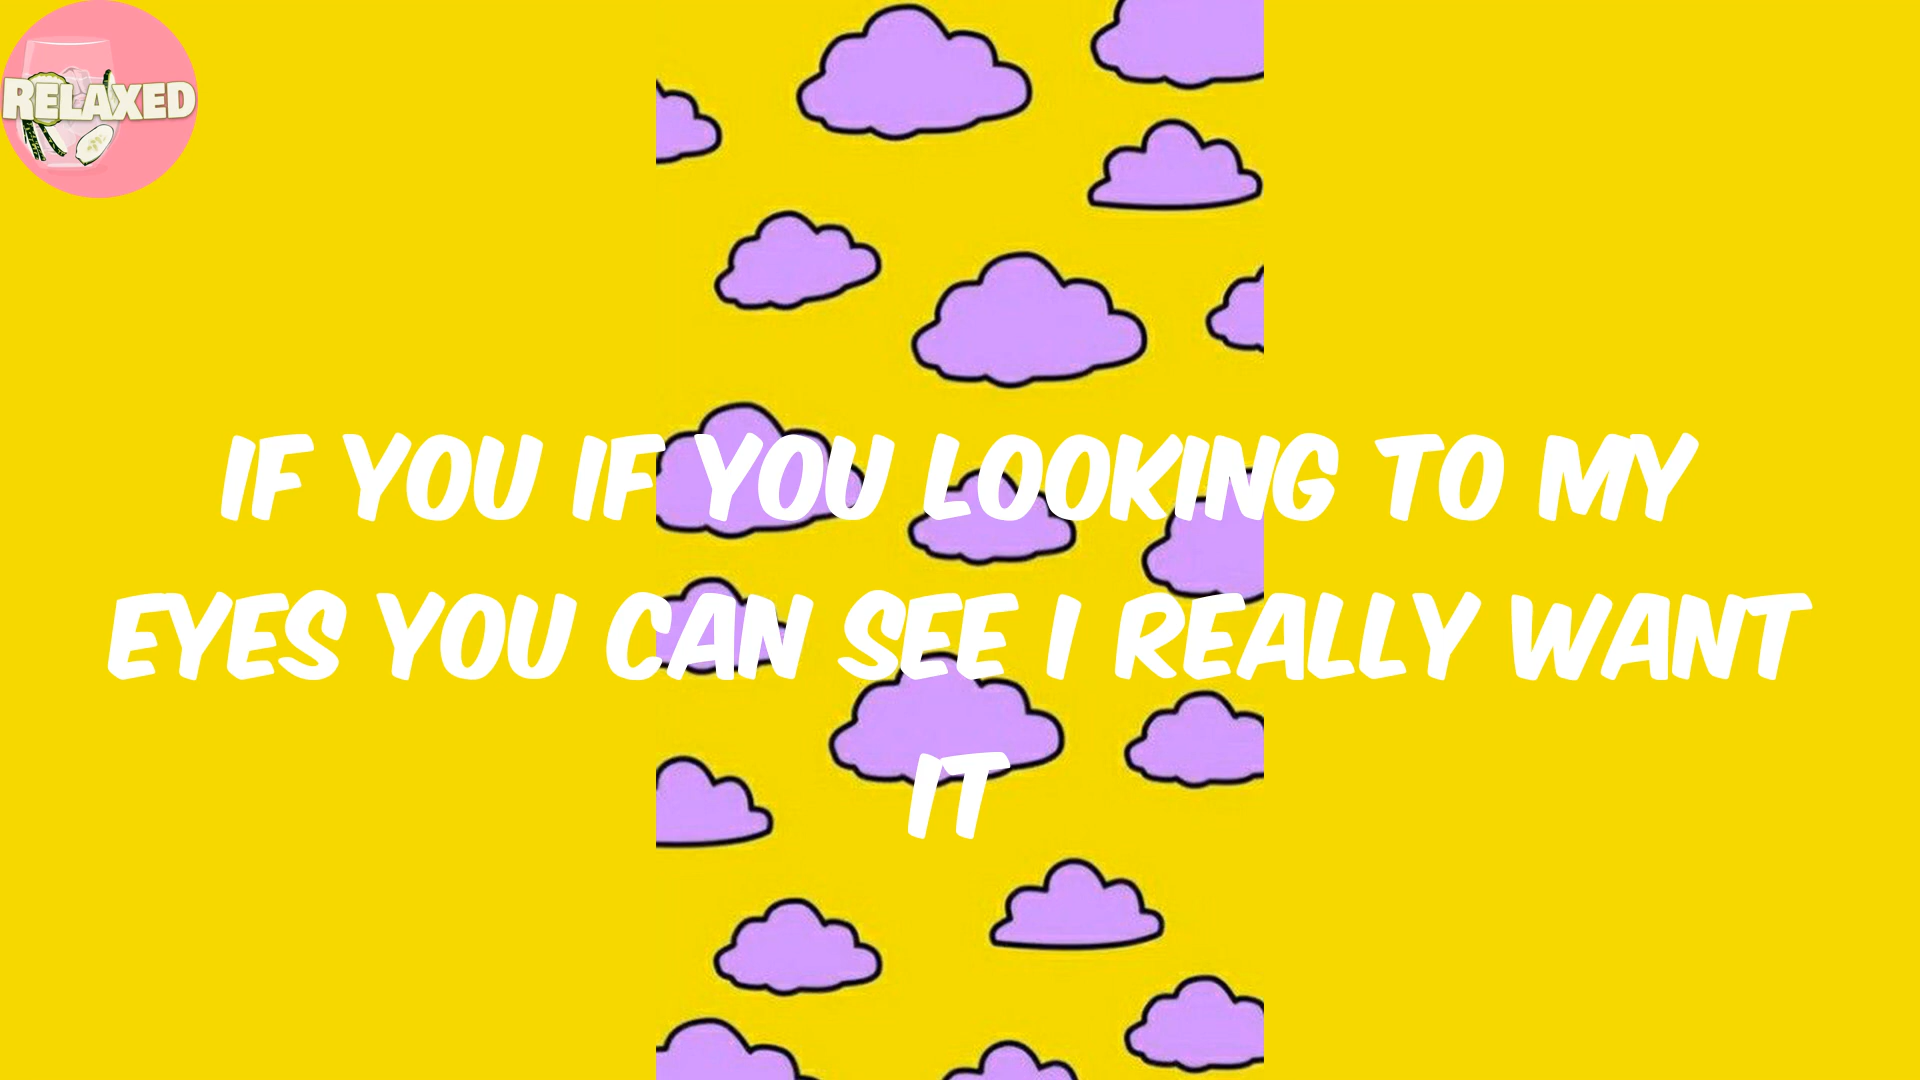 RELAXED
IF YOU IF YOU LOOKING TO MY
EYES YOU CAN SEE I REALLY WANT
IT